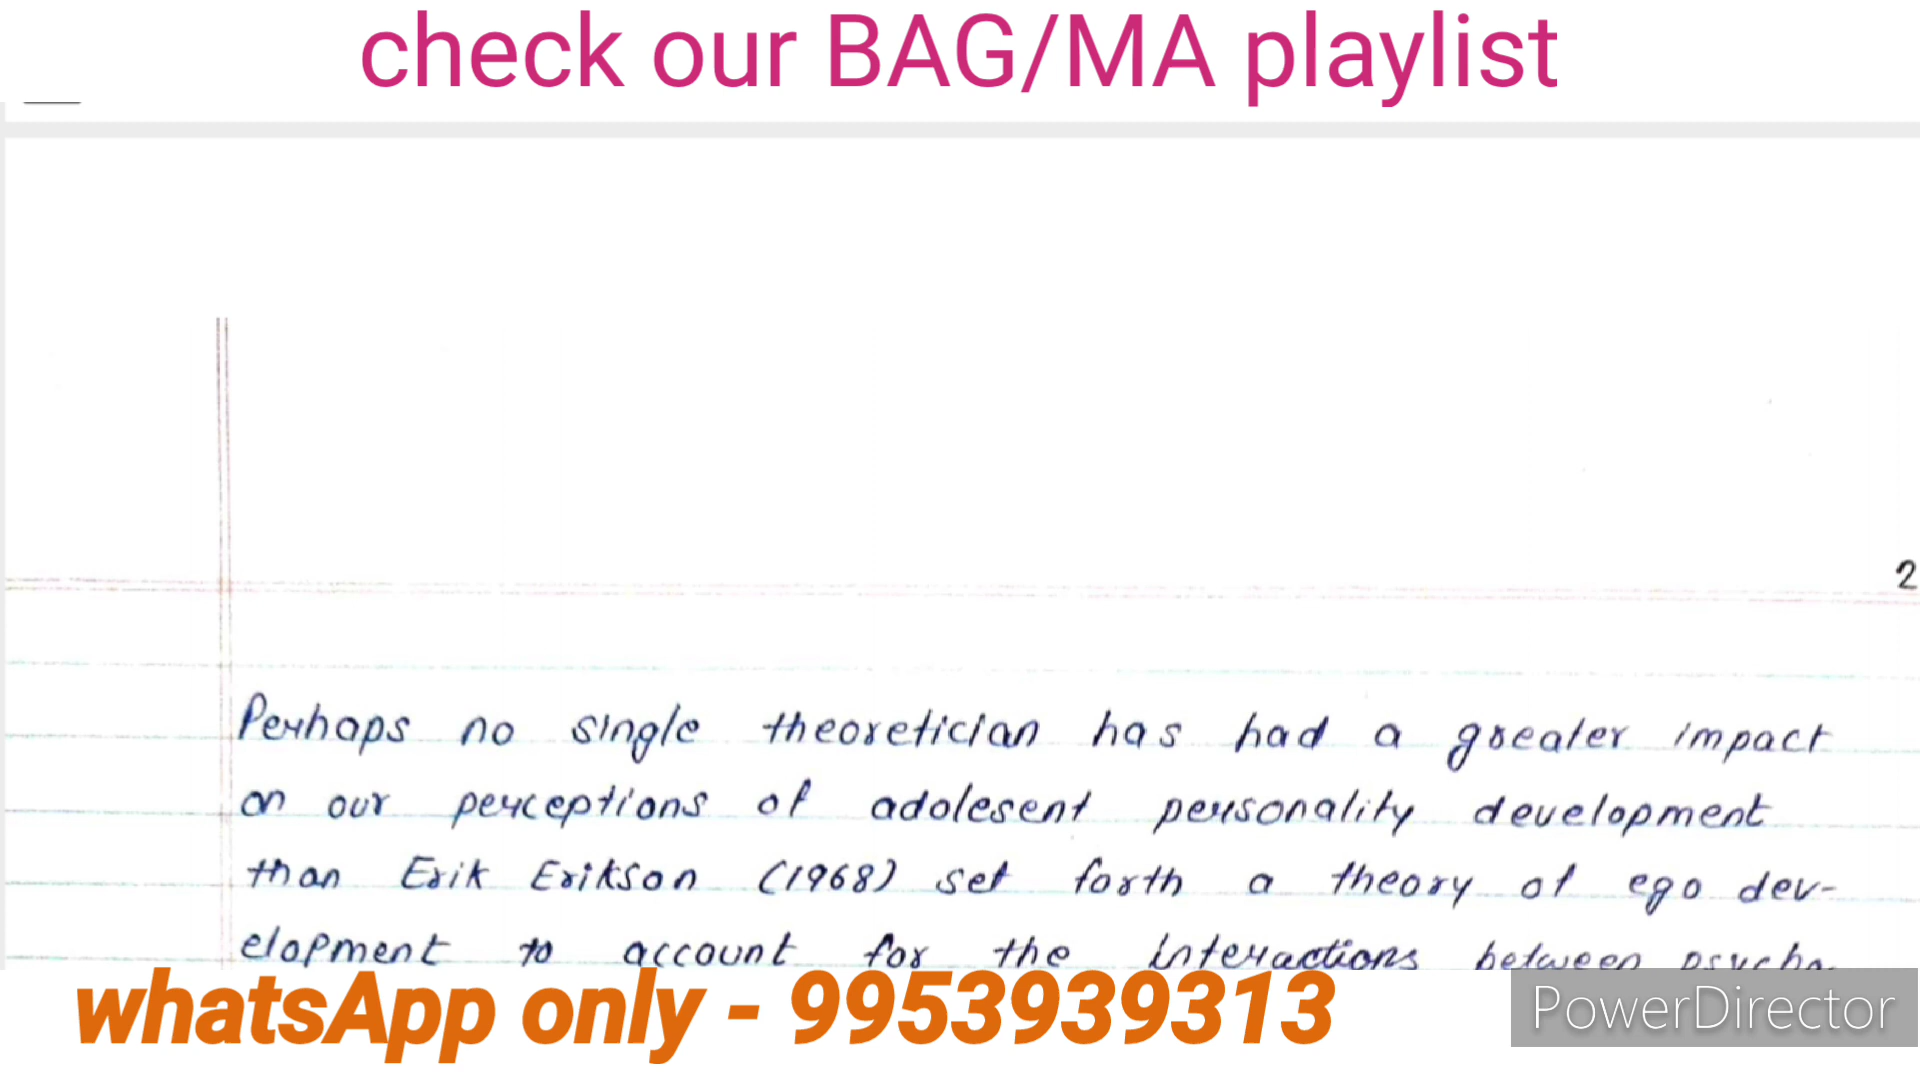 check our BAG/MA playlist
2
Perhaps no single theoretician has had a greater impact
on our perceptions of adolesent personality development
than Erik Erikson (1968) set forth a theory of ego dev-
elopment to account for the interactions between psycho-
whatsApp only - 9953939313
PowerDirector